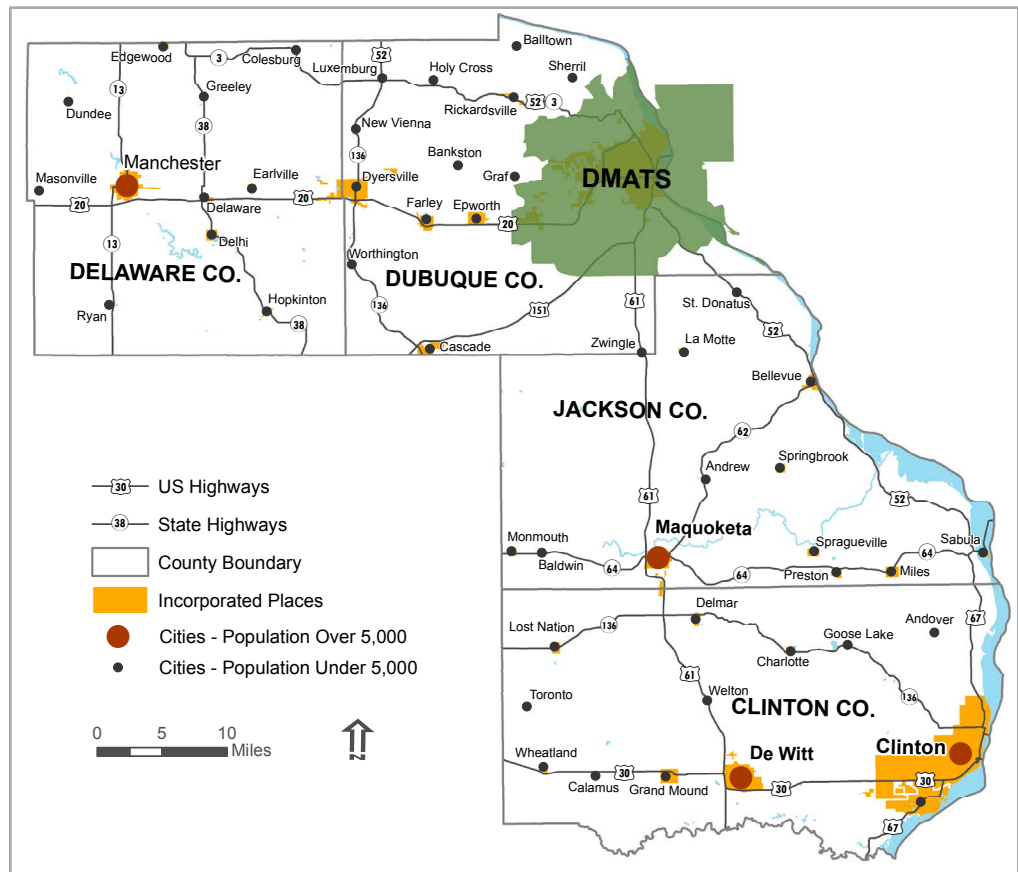 Balltown
Edgewood
52
3
Colesburg
Luxemburg
Holy Cross
Sherril
13
Greeley
Rickardsville
52
3
Dundee
38
New Vienna
136
Bankston
Manchester
Graf
DMATS
Masonville
Earlville
Dyersville
20
Delaware
20
Farley
Epworth
20
Delhi
13
Worthington
DELAWARE CO.
DUBUQUE CO.
61
St. Donatus
Hopkinton
136
151
Ryan
38
52
Zwingle
La Motte
Cascade
Bellevue
JACKSON CO.
62
Springbrook
Andrew
30
US Highways
61
52
38
State Highways
Maquoketa
Monmouth
Spragueville
Sabula
County Boundary
Baldwin
64
64
Preston
Miles
64
Incorporated Places
Delmar
Andover
67
136
Lost Nation
Goose Lake
Cities - Population Over 5,000
Charlotte
Cities - Population Under 5,000
61
Toronto
Welton
136
CLINTON CO.
0
5
10
Miles
N
Wheatland
De Witt
Clinton
30
Calamus
Grand Mound
30
30
67